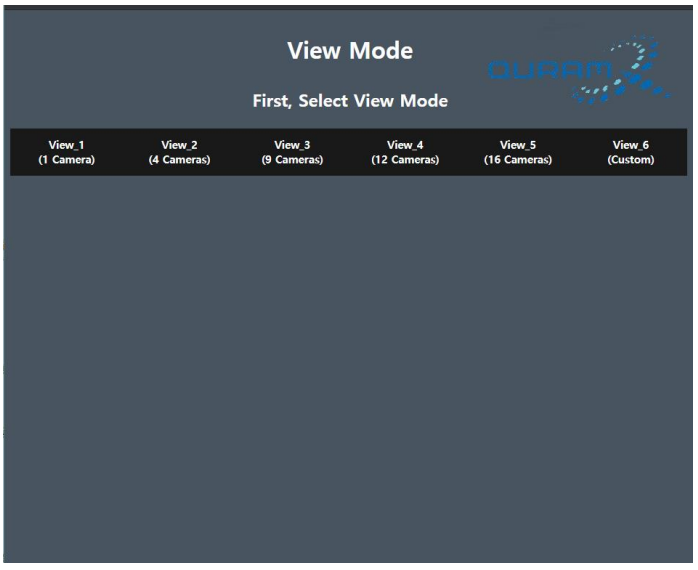 View Mode
QURAM
First, Select View Mode
View_1 View_2 View_3 View_4 View_5 View_6
(1 Camera) (4 Cameras) (9 Cameras) (12 Cameras) (16 Cameras) (Custom)